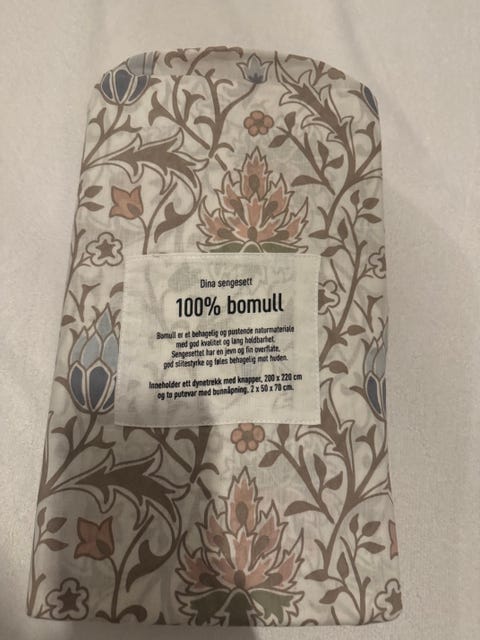 Dina sengesett
100% bomull
Bomull er et behagelig og pustende naturmateriale
med god kvalitet og lang holdbarhet.
Sengesettet har en jevn og fin overflate,
god slitestyrke og føles behagelig mot huden.
Inneholder ett dynetrekk med knapper, 200 x 220 cm
og to putevar med bunnåpning, 2 x 50 x 70 cm.